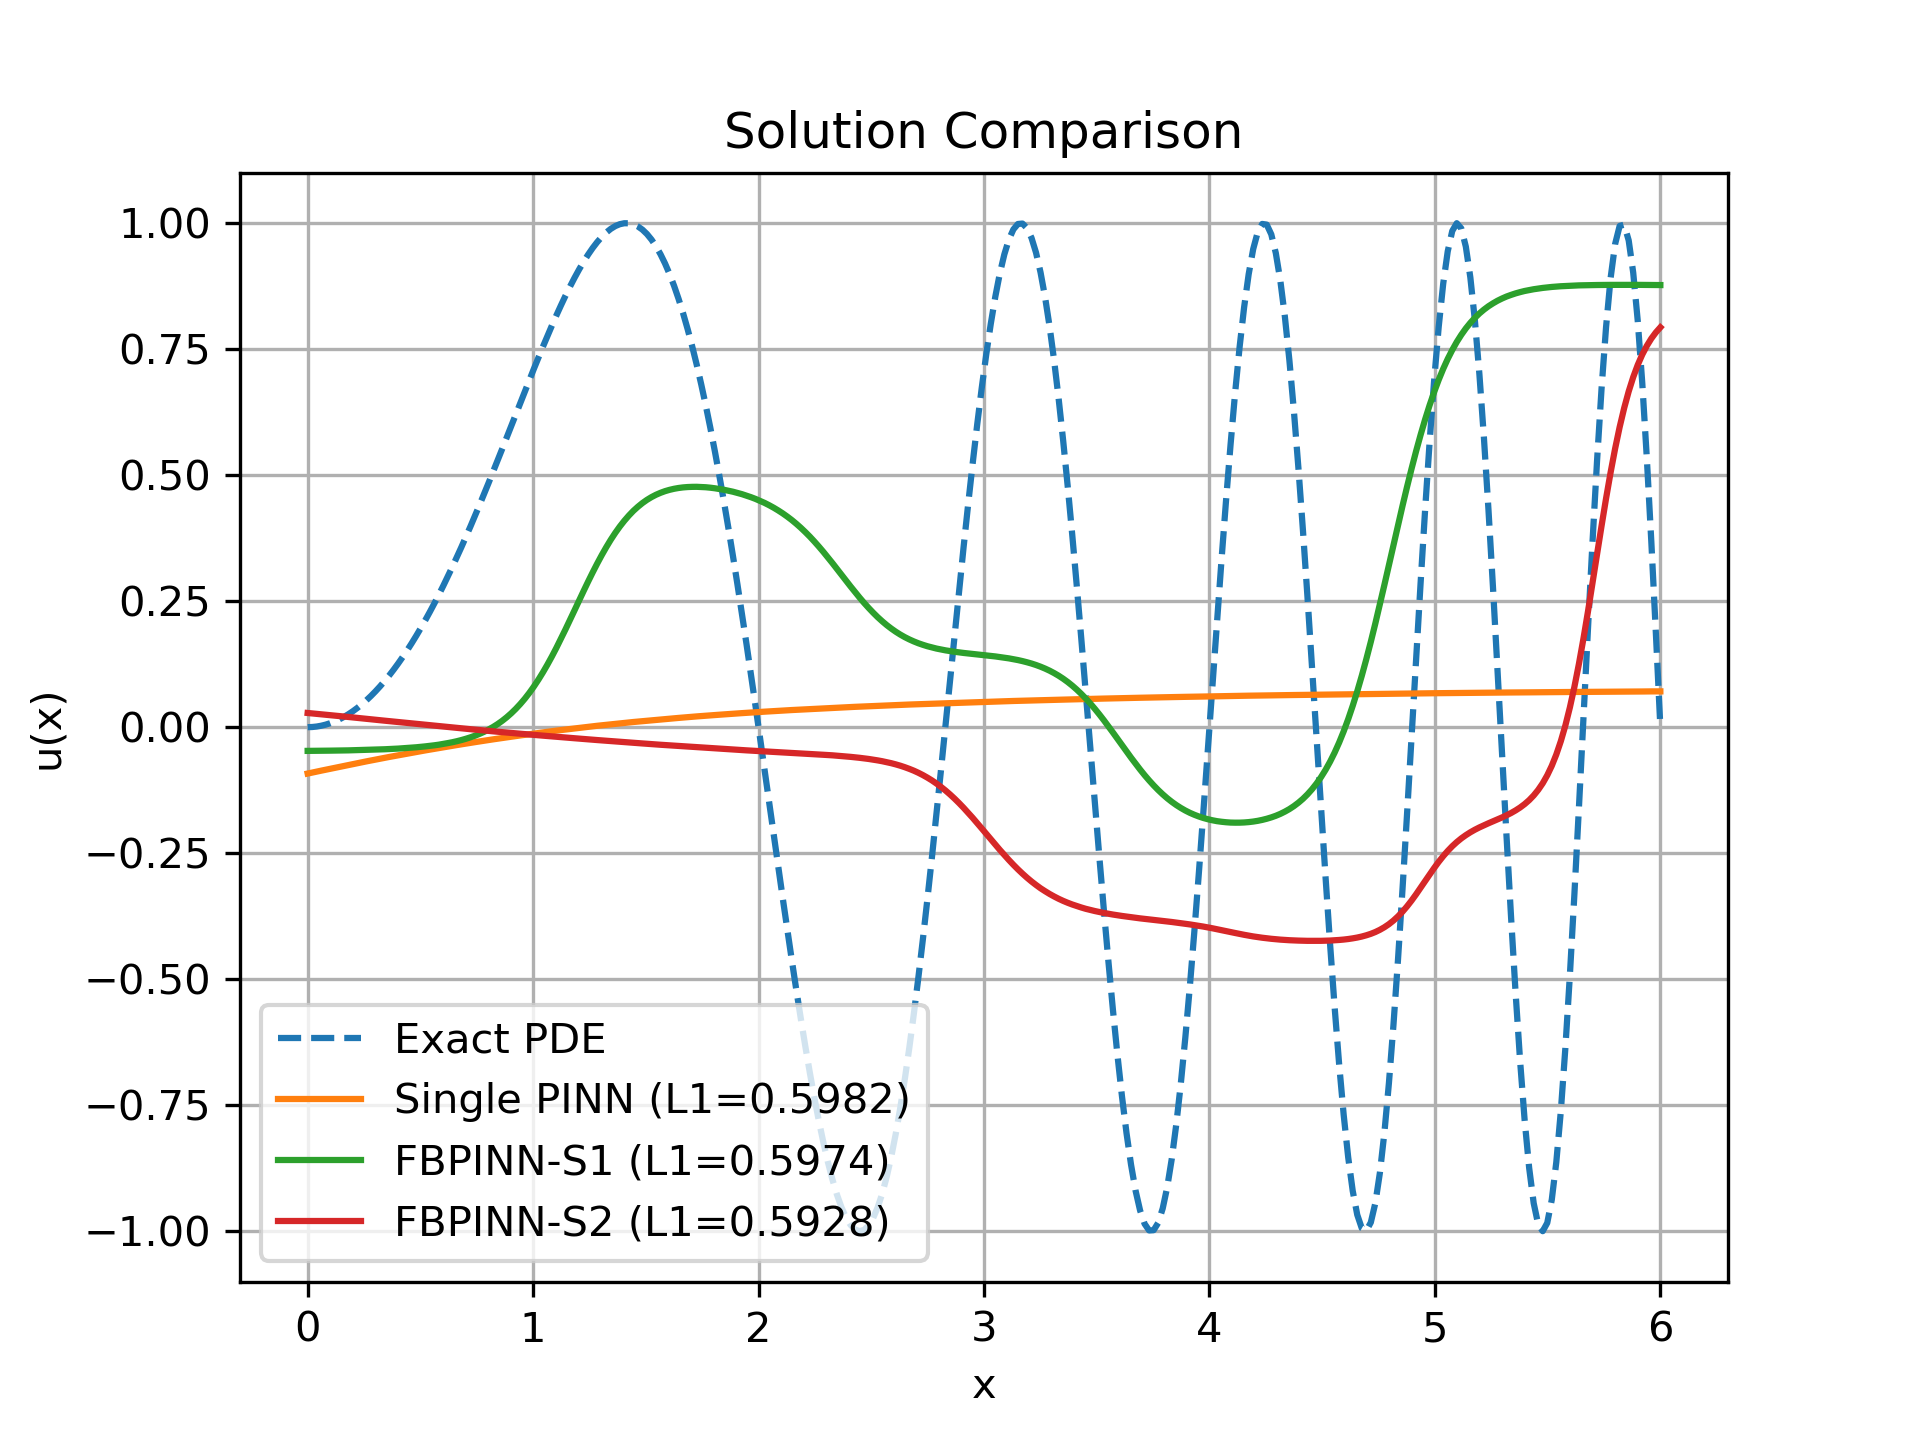 Solution Comparison
1.00
0.75
0.50
0.25
0.00
−0.25
−0.50
−0.75
−1.00
u(x)
Exact PDE
Single PINN (L1=0.5982)
FBPINN-S1 (L1=0.5974)
FBPINN-S2 (L1=0.5928)
0 1 2 3 4 5 6
x